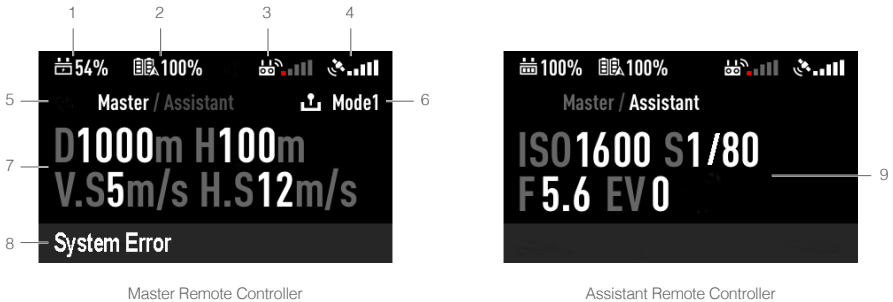 1 2 3 4
54% 100%
100% 100%
5 Master / Assistant Mode1 6
Master / Assistant
7 D1000m H100m
V.S5m/s H.S12m/s
ISO1600 S1/80
F5.6 EV0 9
8 System Error
Master Remote Controller
Assistant Remote Controller